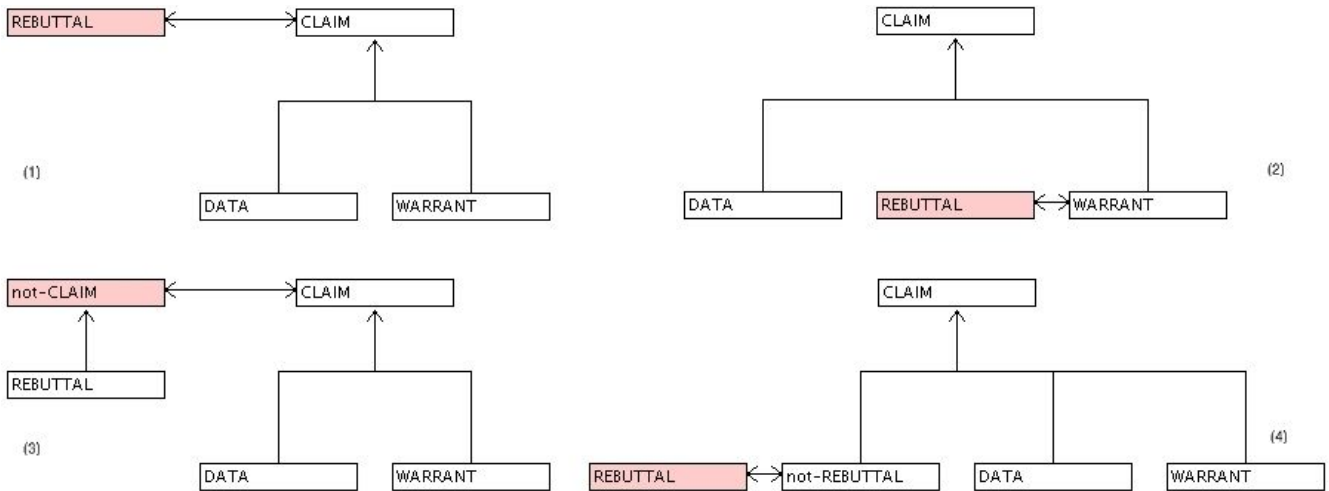 REBUTTAL CLAIM
DATA WARRANT
(1)
CLAIM
DATA REBUTTAL WARRANT
(2)
not-CLAIM CLAIM
REBUTTAL
DATA WARRANT
(3)
CLAIM
REBUTTAL not-REBUTTAL DATA WARRANT
(4)